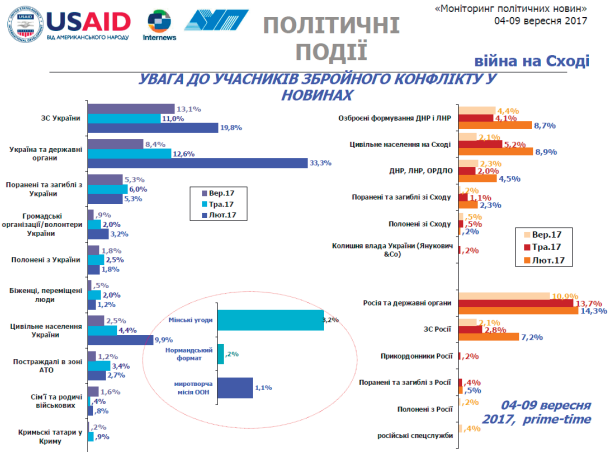 USAID
ВІД АМЕРИКАНСЬКОГО НАРОДУ
Internews
ПОЛІТИЧНІ
ПОДІЇ
«Моніторинг політичних новин»
04-09 вересня 2017
війна на Сході
УВАГА ДО УЧАСНИКІВ ЗБРОЙНОГО КОНФЛІКТУ У
НОВИНАХ
ЗС України
13,1%
11,0%
19,8%
Україна та державні
органи
8,4%
12,6%
33,3%
Поранені та загиблі з
України
5,3%
6,0%
5,3%
Громадські
організації/волонтери
України
,9%
2,0%
3,2%
Полонені з України
1,8%
2,5%
1,8%
Біженці, переміщені
люди
,5%
2,0%
1,2%
Цивільне населення
України
2,5%
4,4%
9,9%
Постраждалі в зоні
АТО
1,2%
3,4%
2,7%
Сім'ї та родичі
військових
1,6%
,4%
,8%
Кримські татари у
Криму
,2%
,9%
Вер.17
Тра.17
Лют.17
Мінські угоди
3,2%
Нормандський
формат
,2%
миротворча
місія ООН
1,1%
Озброєні формування ДНР і ЛНР
4,4%
4,1%
8,7%
Цивільне населення на Сході
2,1%
5,2%
8,9%
ДНР, ЛНР, ОРДЛО
2,3%
2,0%
4,5%
Поранені та загиблі зі Сходу
,2%
1,1%
2,3%
Полонені зі Сходу
,5%
,5%
,2%
Колишня влада України (Янукович
&Co)
,2%
Вер.17
Тра.17
Лют.17
Росія та державні органи
10,9%
13,7%
14,3%
ЗС Росії
2,1%
2,8%
7,2%
Прикордонники Росії
,2%
Поранені та загиблі з Росії
,4%
,5%
Полонені з Росії
,2%
російські спецслужби
,4%
04-09 вересня
2017, prime-time